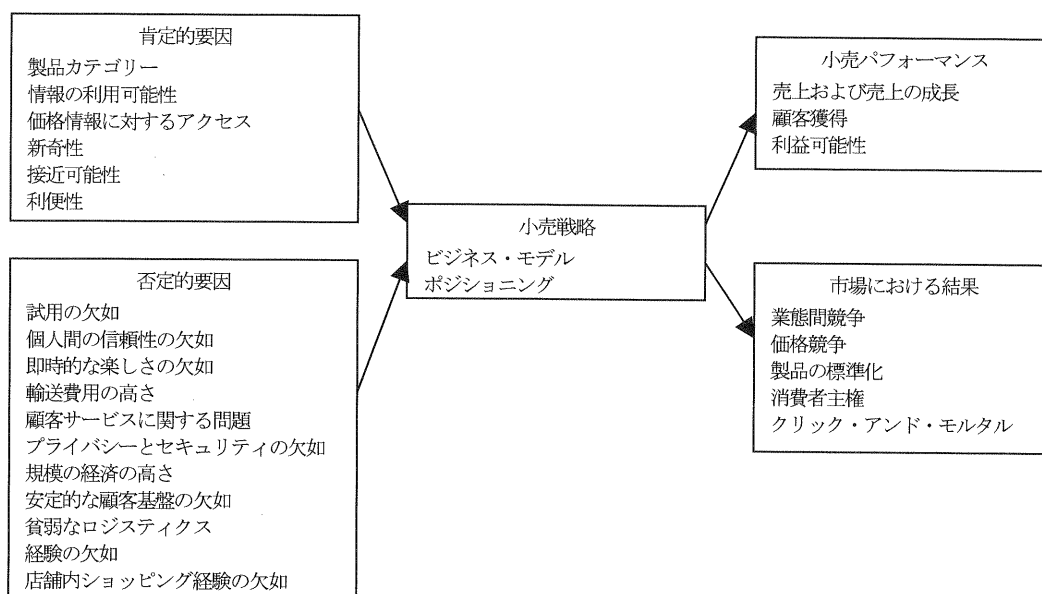 肯定的要因
製品カテゴリー
情報の利用可能性
価格情報に対するアクセス
新奇性
接近可能性
利便性
否定的要因
試用の欠如
個人間の信頼性の欠如
即時的な楽しさの欠如
輸送費用の高さ
顧客サービスに関する問題
プライバシーとセキュリティの欠如
規模の経済の高さ
安定的な顧客基盤の欠如
貧弱なロジスティクス
経験の欠如
店舗内ショッピング経験の欠如
小売戦略
ビジネス・モデル
ポジショニング
小売パフォーマンス
売上および売上の成長
顧客獲得
利益可能性
市場における結果
業態間競争
価格競争
製品の標準化
消費者主権
クリック・アンド・モルタル